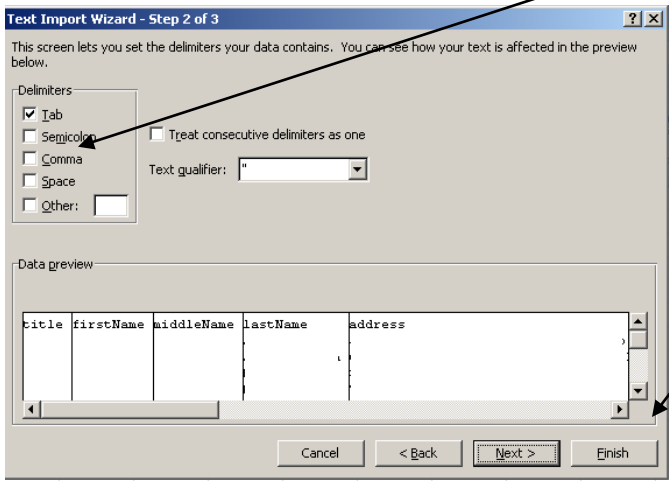 Text Import Wizard - Step 2 of 3
This screen lets you set the delimiters your data contains. You can see how your text is affected in the preview
below.
Delimiters
Tab
Semicolon
Comma
Space
Other:
Treat consecutive delimiters as one
Text qualifier: "
Data preview
title firstName middleName lastName address
Cancel < Back Next > Finish